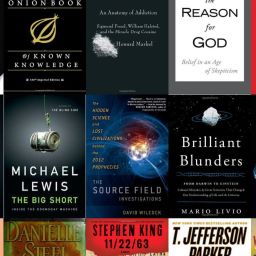 ONION BOOK
OF KNOWN
KNOWLEDGE
An Anatomy of Addiction
Sigmund Freud, William Halsted,
and the Miracle Drug Cocaine
Howard Markel
THE
REASON
for
GOD
Belief in an Age
of Skepticism
MICHAEL
LEWIS
THE BIG SHORT
INSIDE THE DOOMSDAY MACHINE
THE HIDDEN
SCIENCE
AND LOST
CIVILIZATIONS
BEHIND
THE 2012
PROPHECIES
THE
SOURCE FIELD
INVESTIGATIONS
DAVID WILCOCK
Brilliant
Blunders
FROM DARWIN TO EINSTEIN
MARIO LIVIO
DANIELLE
STEEL
STEPHEN KING
11/22/63
T. JEFFERSON
PARKER